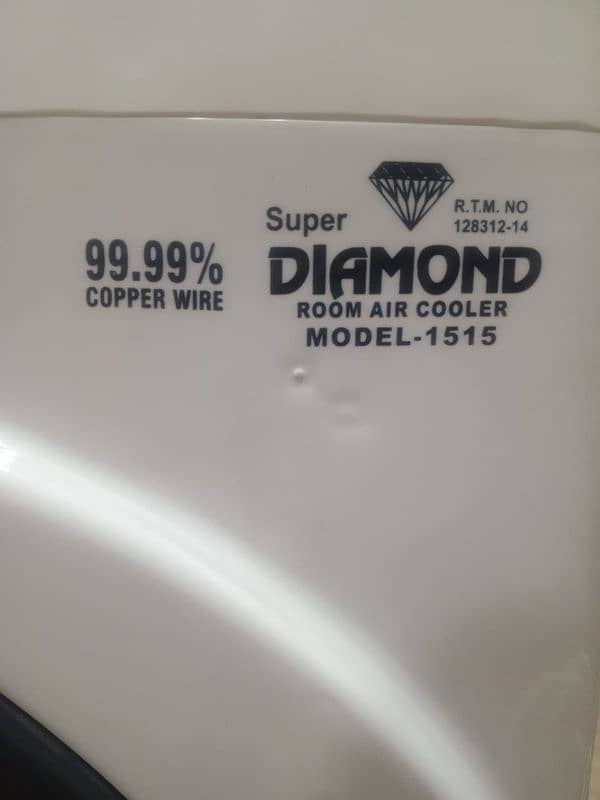 99.99%
COPPER WIRE
Super
R.T.M. NO
128312-14
DIAMOND
ROOM AIR COOLER
MODEL-1515